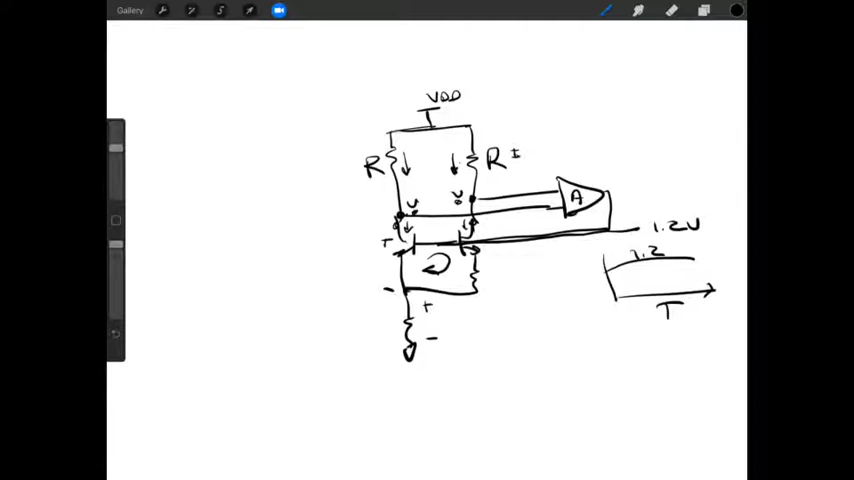 Gallery
VDD
R
R
A
1.2V
1.2
T
+
-
+
-